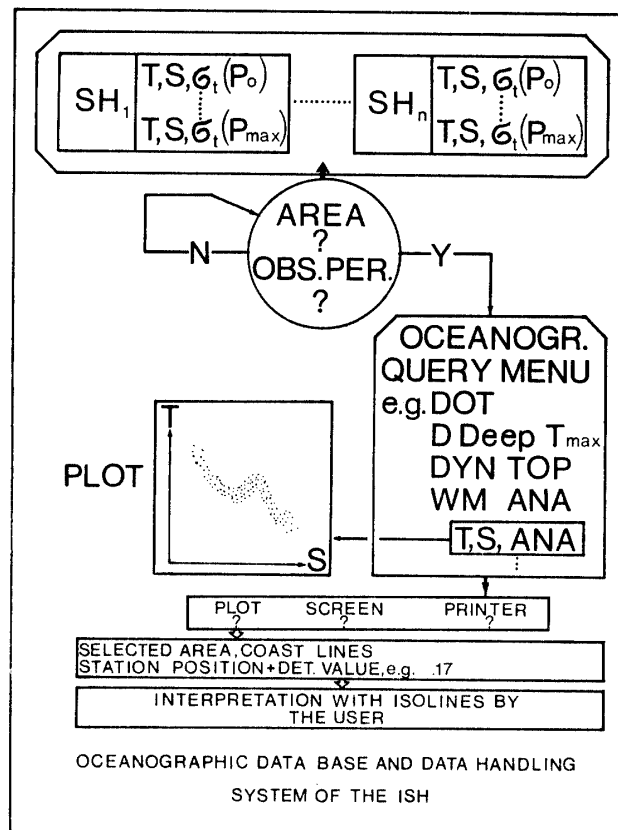 SH1 T,S,σt(Po) SHn T,S,σt(Po)
T,S,σt(Pmax) T,S,σt(Pmax)
AREA
?
N OBS.PER. Y
?
OCEANOGR.
QUERY MENU
e.g. DOT
D Deep Tmax
DYN TOP
WM ANA
T,S, ANA
T
PLOT
S
PLOT SCREEN PRINTER
? ? ?
SELECTED AREA, COAST LINES
STATION POSITION+DET. VALUE, e.g. .17
INTERPRETATION WITH ISOLINES BY
THE USER
OCEANOGRAPHIC DATA BASE AND DATA HANDLING
SYSTEM OF THE ISH